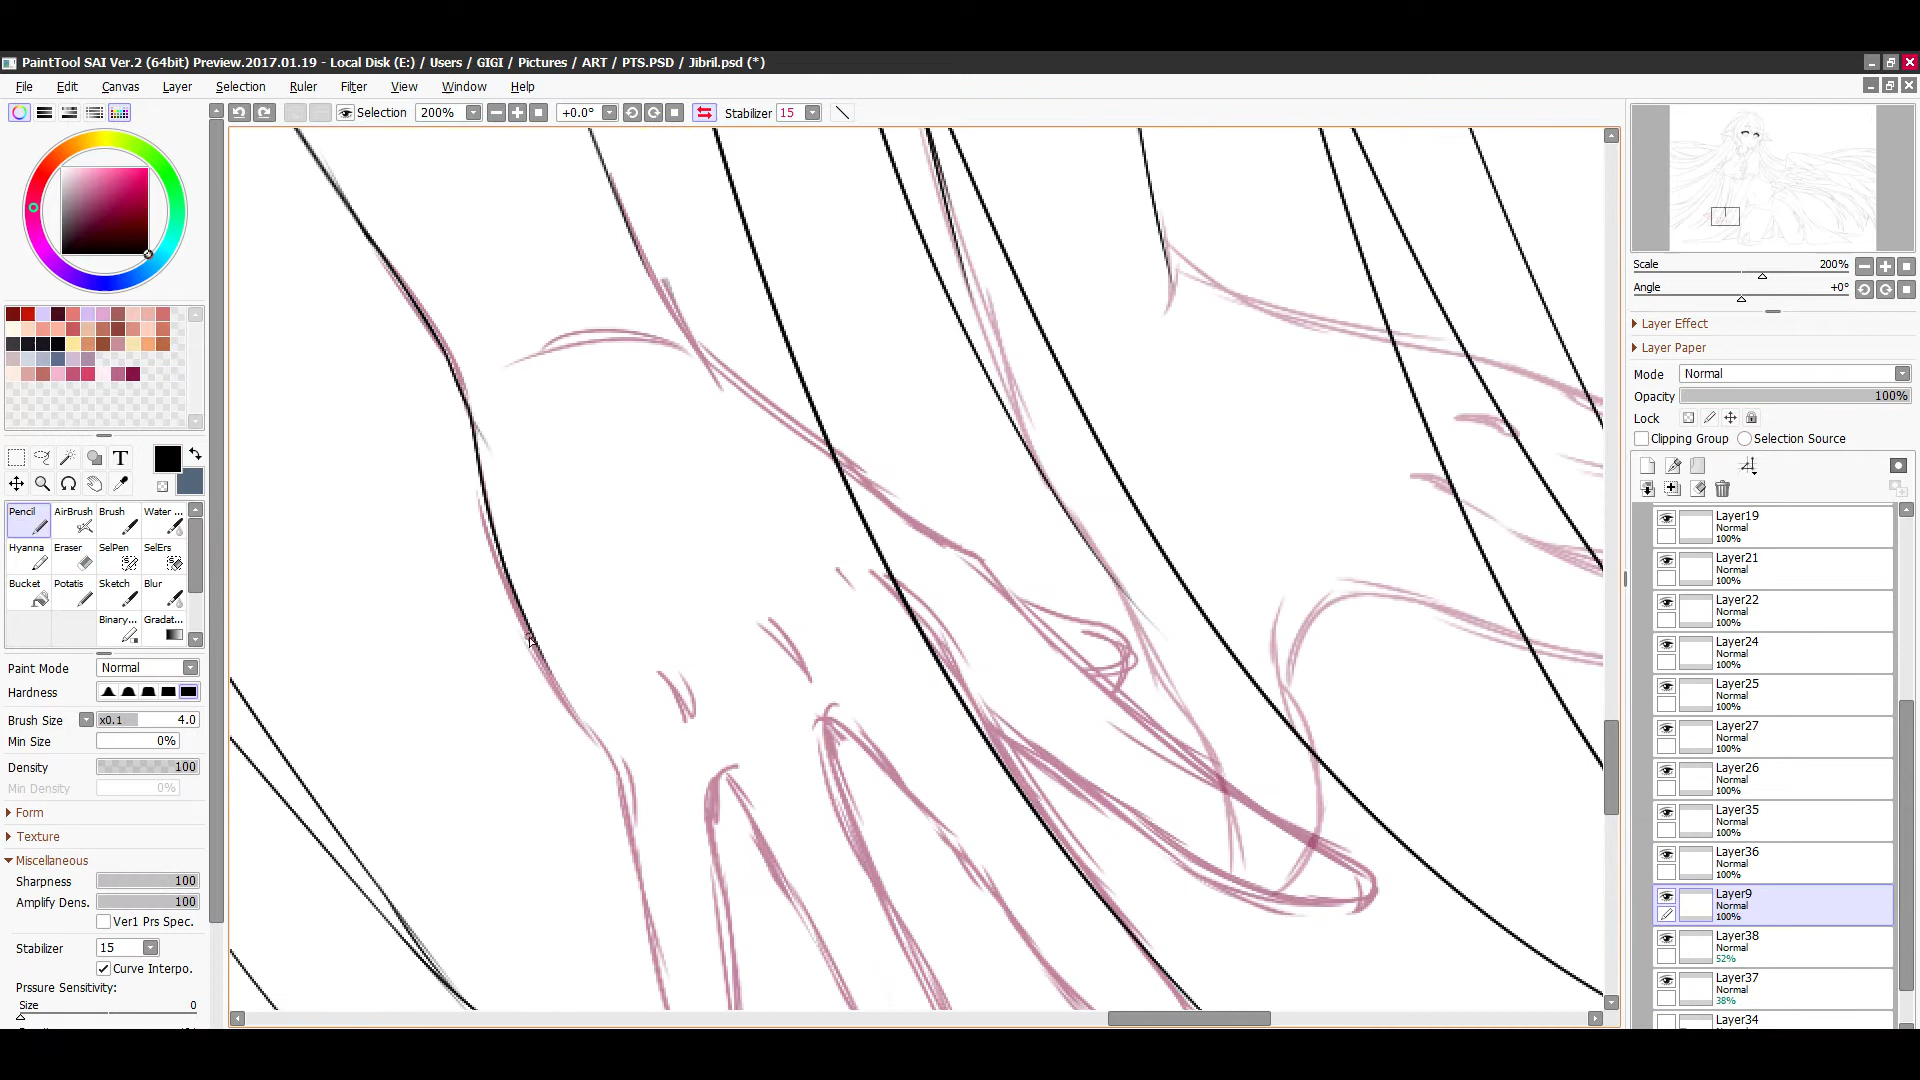 PaintTool SAI Ver.2 (64bit) Preview.2017.01.19 - Local Disk (E:) / Users / GIGI / Pictures / ART / PTS.PSD / Jibril.psd (*)
File Edit Canvas Layer Selection Ruler Filter View Window Help
Selection 200% +0.0° Stabilizer 15
Scale 200%
Angle +0°
Layer Effect
Layer Paper
Mode Normal
Opacity 100%
Lock
Clipping Group Selection Source
T
Pencil AirBrush Brush Water ...
Hyanna Eraser SelPen SelErs
Bucket Potatis Sketch Blur
Binary... Gradat...
Paint Mode Normal
Hardness
Brush Size x0.1 4.0
Min Size 0%
Density 100
Min Density 0%
Form
Texture
Miscellaneous
Sharpness 100
Amplify Dens. 100
Ver1 Prs Spec.
Stabilizer 15
Curve Interpo.
Prssure Sensitivity:
Size 0
Layer19
Normal
100%
Layer21
Normal
100%
Layer22
Normal
100%
Layer24
Normal
100%
Layer25
Normal
100%
Layer27
Normal
100%
Layer26
Normal
100%
Layer35
Normal
100%
Layer36
Normal
100%
Layer9
Normal
100%
Layer38
Normal
52%
Layer37
Normal
38%
Layer34